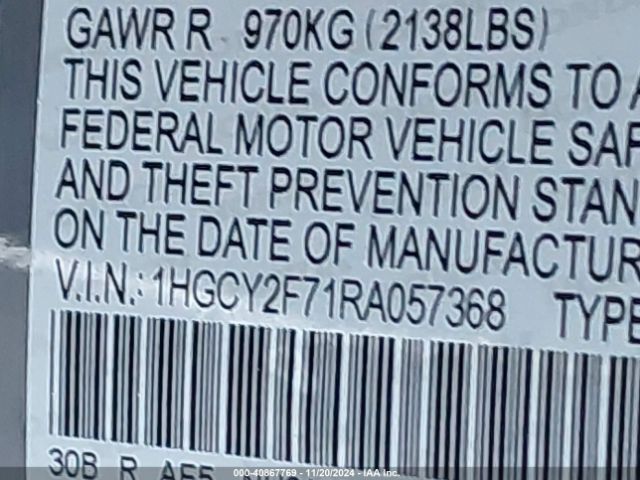 GAWR R 970KG (2138LBS)
THIS VEHICLE CONFORMS TO A
FEDERAL MOTOR VEHICLE SAF
AND THEFT PREVENTION STAN
ON THE DATE OF MANUFACTUR
V.I.N.: 1HGCY2F71RA057368 TYPE
30B R AE5
000-40867769 - 11/20/2024 - IAA Inc.